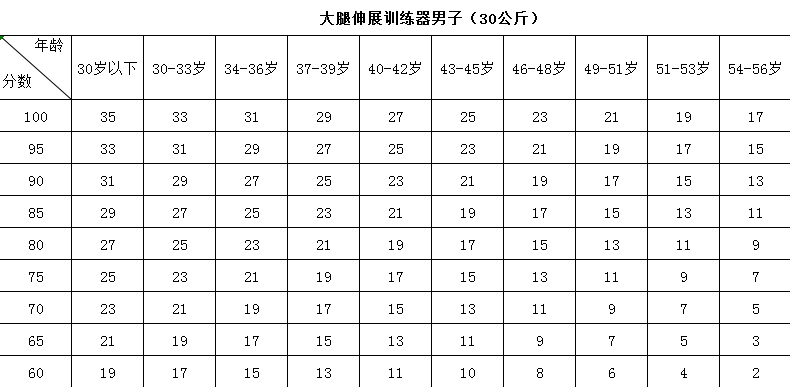 大腿伸展训练器男子（30公斤）
年龄
分数 30岁以下 30-33岁 34-36岁 37-39岁 40-42岁 43-45岁 46-48岁 49-51岁 51-53岁 54-56岁
100 35 33 31 29 27 25 23 21 19 17
95 33 31 29 27 25 23 21 19 17 15
90 31 29 27 25 23 21 19 17 15 13
85 29 27 25 23 21 19 17 15 13 11
80 27 25 23 21 19 17 15 13 11 9
75 25 23 21 19 17 15 13 11 9 7
70 23 21 19 17 15 13 11 9 7 5
65 21 19 17 15 13 11 9 7 5 3
60 19 17 15 13 11 10 8 6 4 2